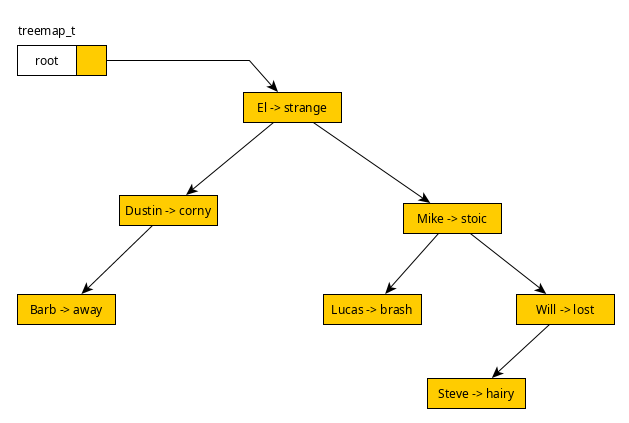 treemap_t
root
El -> strange
Dustin -> corny
Mike -> stoic
Barb -> away
Lucas -> brash
Will -> lost
Steve -> hairy